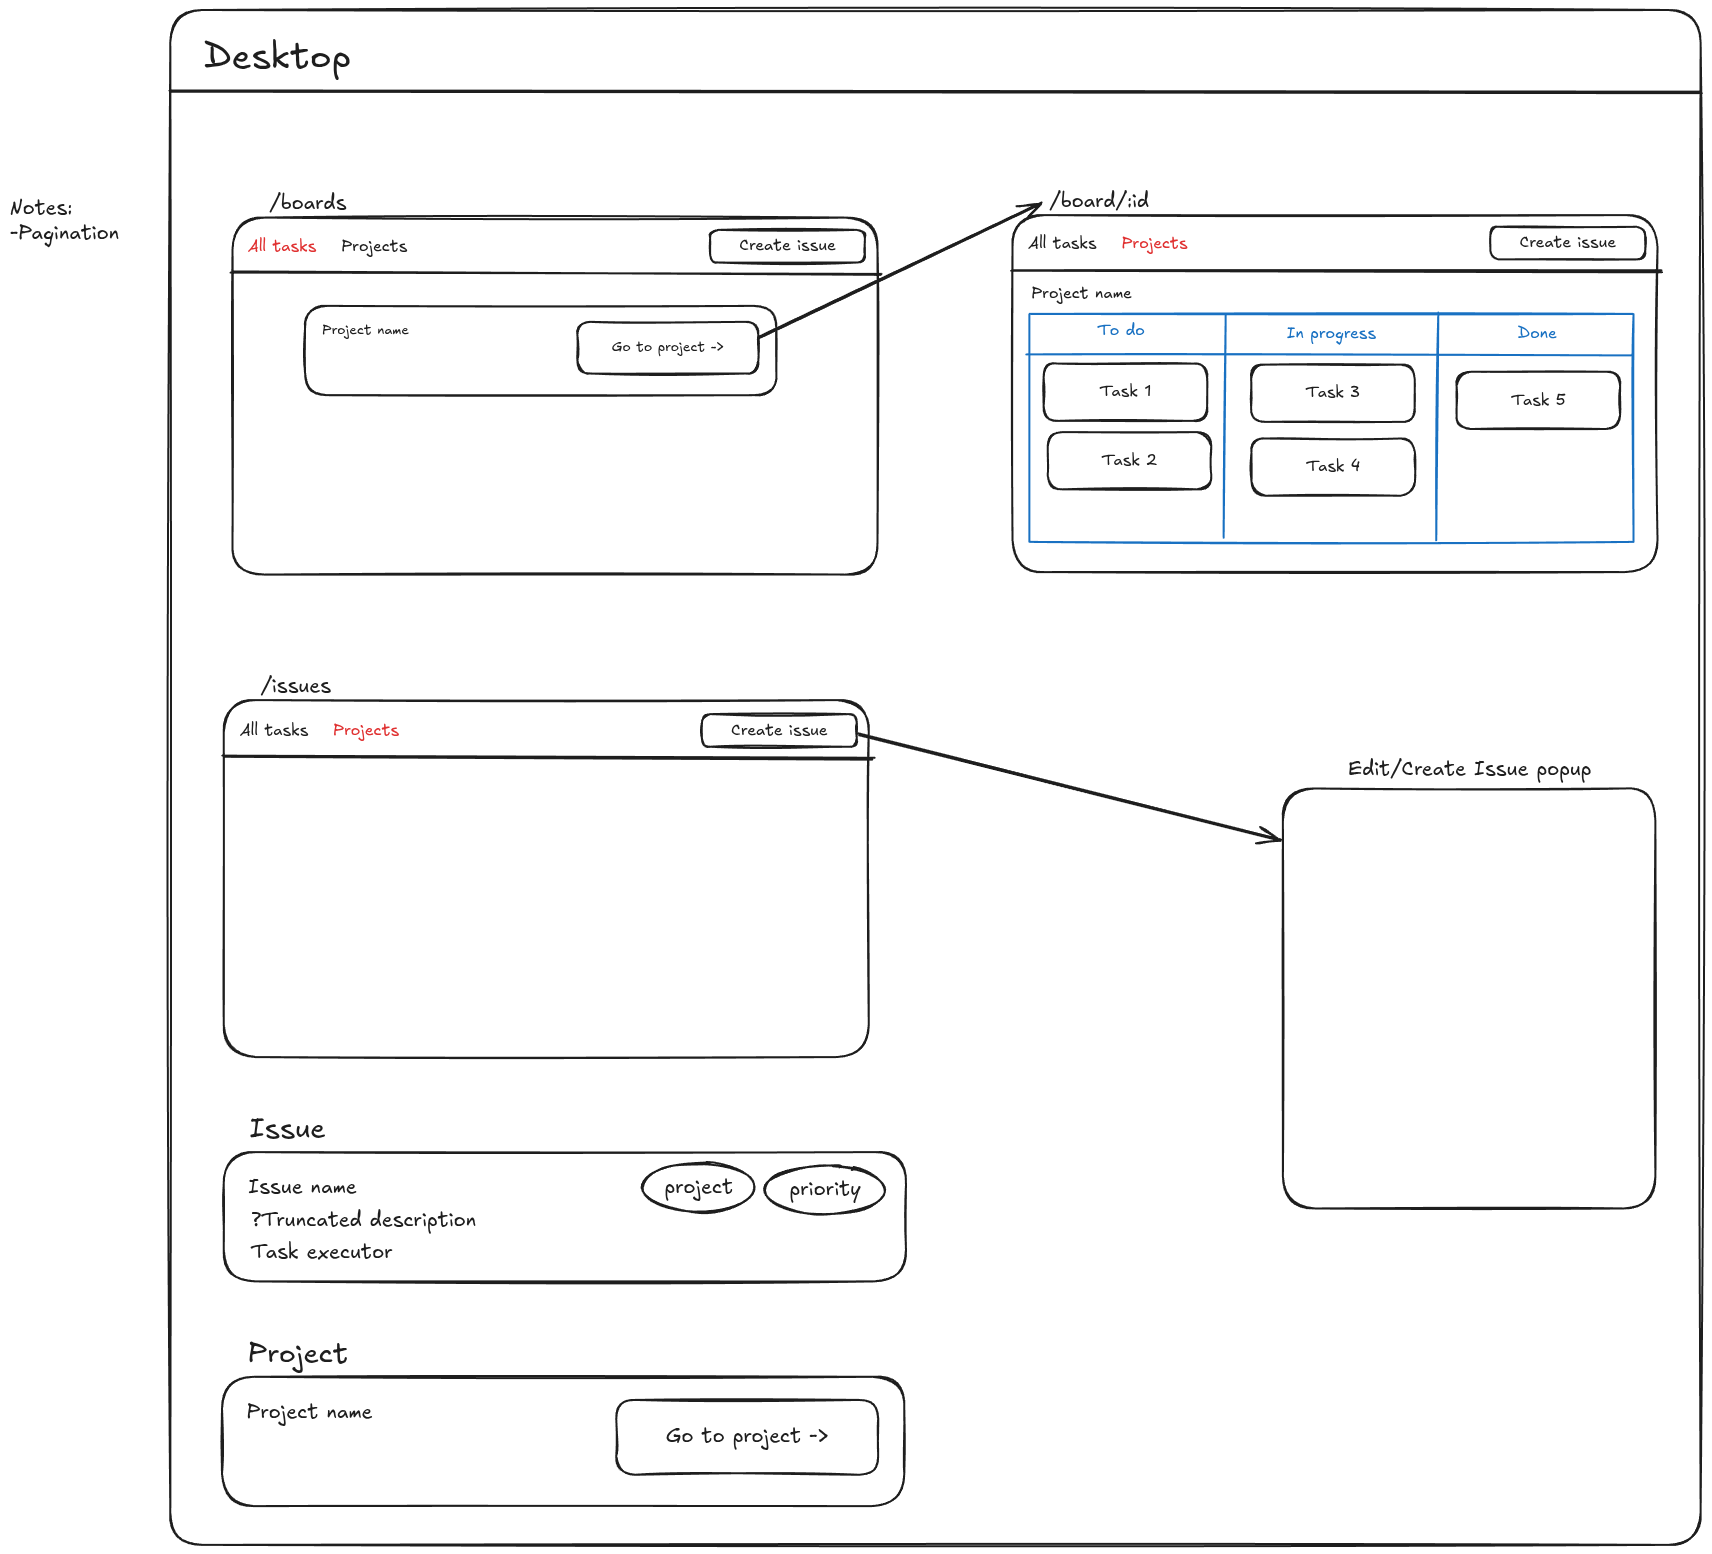 Desktop
Notes:
-Pagination
/boards
All tasks Projects Create issue
Project name
Go to project ->
/board/:id
All tasks Projects Create issue
Project name
To do In progress Done
Task 1 Task 3 Task 5
Task 2 Task 4
/issues
All tasks Projects Create issue
Edit/Create Issue popup
Issue
Issue name project priority
?Truncated description
Task executor
Project
Project name
Go to project ->